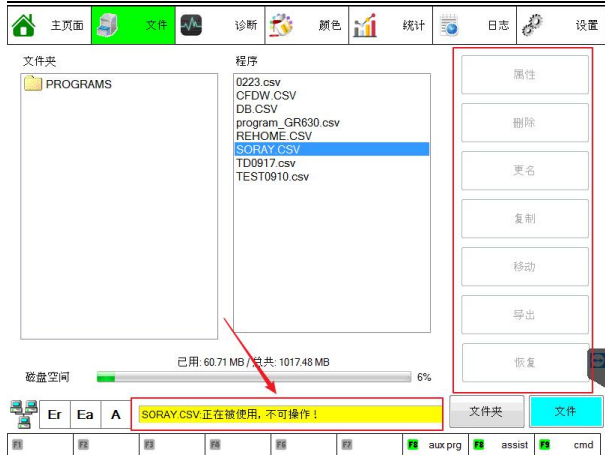 主页面 文件 诊断 颜色 统计 日志 设置
文件夹 程序
PROGRAMS
0223.csv
CFDW.CSV
DB.CSV
program_GR630.csv
REHOME.CSV
SORAY.CSV
TD0917.csv
TEST0910.csv
属性
删除
更名
复制
移动
导出
恢复
已用: 60.71 MB / 总共: 1017.48 MB
磁盘空间 6%
Er Ea A SORAY.CSV:正在被使用, 不可操作！ 文件夹 文件
F1 F2 F3 F4 F5 F7 F8 aux prg F8 assist F9 cmd